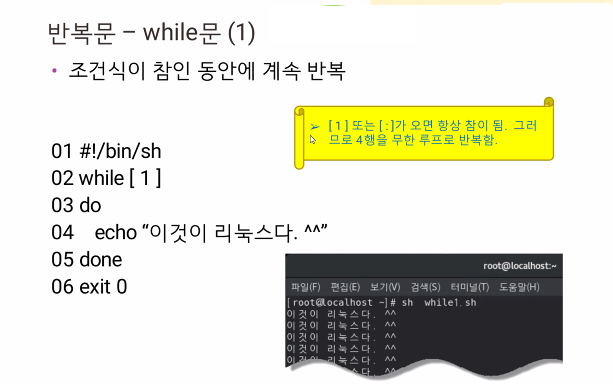 반복문 – while문 (1)
• 조건식이 참인 동안에 계속 반복
➢ [ 1 ] 또는 [ : ]가 오면 항상 참이 됨. 그러
므로 4행을 무한 루프로 반복함.
01 #!/bin/sh
02 while [ 1 ]
03 do
04 echo “이것이 리눅스다. ^^”
05 done
06 exit 0
root@localhost:~
파일(F) 편집(E) 보기(V) 검색(S) 터미널(T) 도움말(H)
[root@localhost ~]# sh while1.sh
이것이 리눅스다. ^^
이것이 리눅스다. ^^
이것이 리눅스다. ^^
이것이 리눅스다. ^^
스다. ^^